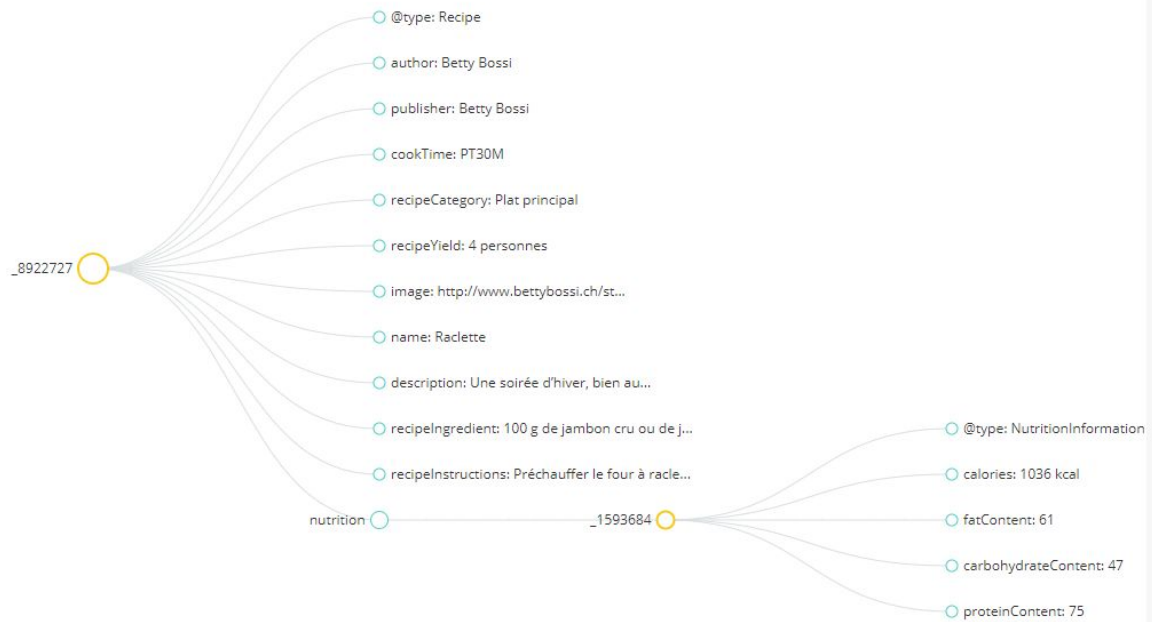 @type: Recipe
author: Betty Bossi
publisher: Betty Bossi
cookTime: PT30M
recipeCategory: Plat principal
recipeYield: 4 personnes
_8922727
image: http://www.bettybossi.ch/st...
name: Raclette
description: Une soirée d’hiver, bien au...
recipeIngredient: 100 g de jambon cru ou de j...
recipeInstructions: Préchauffer le four à racle...
nutrition
_1593684
@type: NutritionInformation
calories: 1036 kcal
fatContent: 61
carbohydrateContent: 47
proteinContent: 75